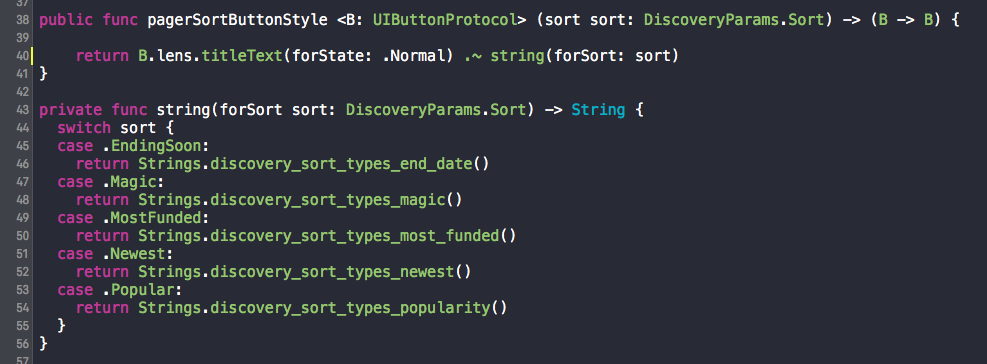 37
38 public func pagerSortButtonStyle <B: UIButtonProtocol> (sort sort: DiscoveryParams.Sort) -> (B -> B) {
39
40     return B.lens.titleText(forState: .Normal) .~ string(forSort: sort)
41 }
42
43 private func string(forSort sort: DiscoveryParams.Sort) -> String {
44   switch sort {
45   case .EndingSoon:
46     return Strings.discovery_sort_types_end_date()
47   case .Magic:
48     return Strings.discovery_sort_types_magic()
49   case .MostFunded:
50     return Strings.discovery_sort_types_most_funded()
51   case .Newest:
52     return Strings.discovery_sort_types_newest()
53   case .Popular:
54     return Strings.discovery_sort_types_popularity()
55   }
56 }
57